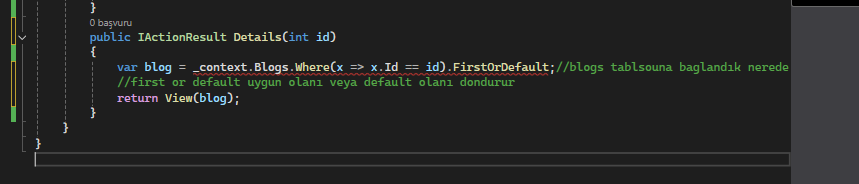 }
0 başvuru
public IActionResult Details(int id)
{
var blog = _context.Blogs.Where(x => x.Id == id).FirstOrDefault;//blogs tablsouna baglandık nerede
//first or default uygun olanı veya default olanı dondurur
return View(blog);
}
}
}